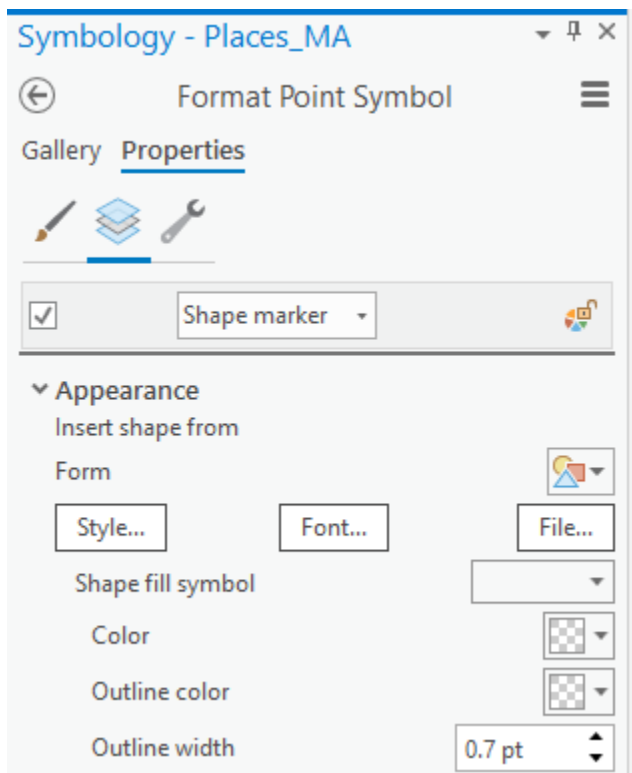 Symbology - Places_MA
Format Point Symbol
Gallery Properties
Shape marker
Appearance
Insert shape from
Form
Style... Font... File...
Shape fill symbol
Color
Outline color
Outline width 0.7 pt